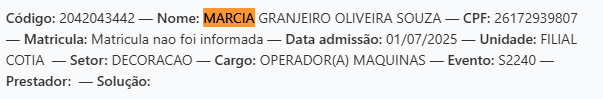 Código: 2042043442 — Nome: MARCIA GRANJEIRO OLIVEIRA SOUZA — CPF: 26172939807
— Matricula: Matricula nao foi informada — Data admissão: 01/07/2025 — Unidade: FILIAL
COTIA — Setor: DECORACAO — Cargo: OPERADOR(A) MAQUINAS — Evento: S2240 —
Prestador: — Solução: